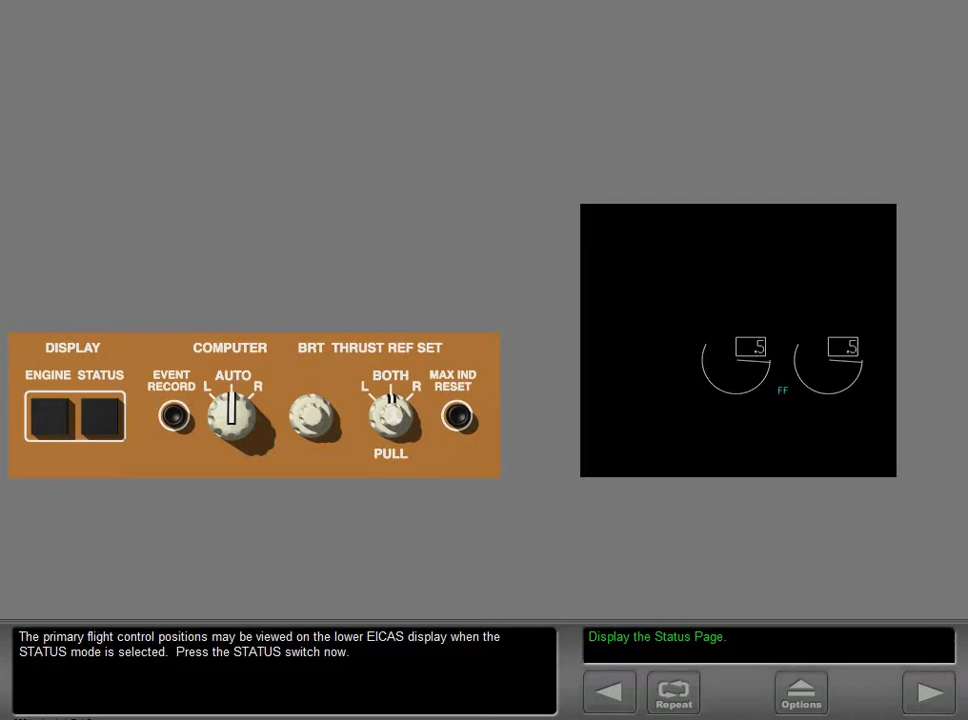 DISPLAY
COMPUTER
BRT THRUST REF SET
ENGINE STATUS
EVENT
RECORD
L
AUTO
R
L
BOTH
R
MAX IND
RESET
PULL
.5
.5
FF
The primary flight control positions may be viewed on the lower EICAS display when the
STATUS mode is selected. Press the STATUS switch now.
Display the Status Page.
Repeat
Options